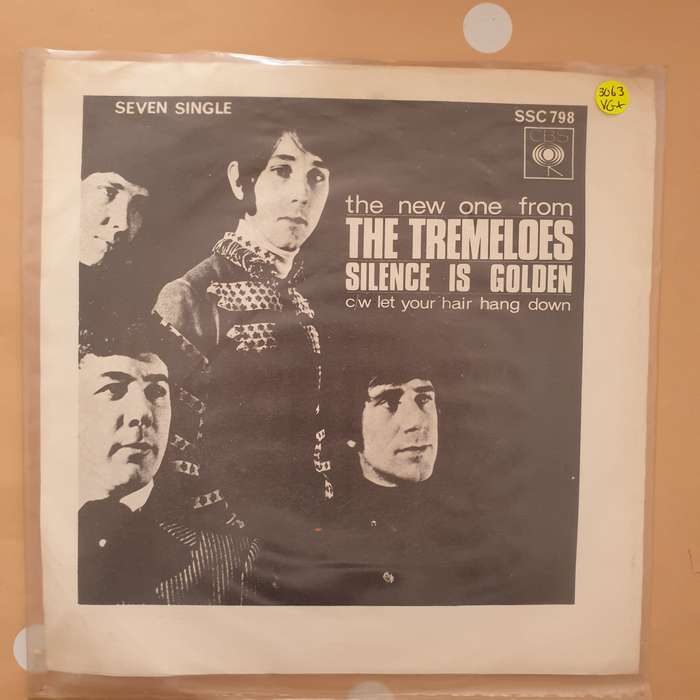 SEVEN SINGLE
SSC 798
3063
VG+
CBS
the new one from
THE TREMELOES
SILENCE IS GOLDEN
c/w let your hair hang down